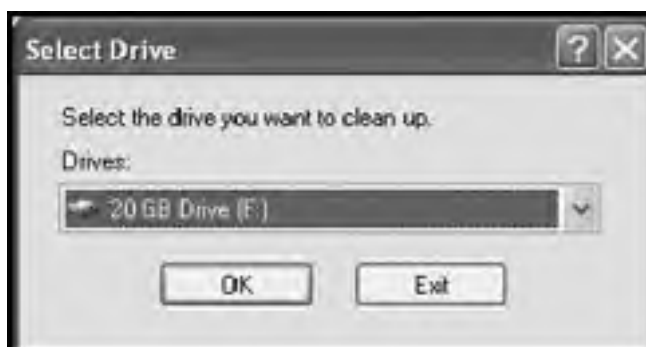 Select Drive
Select the drive you want to clean up.
Drives:
20 GB Drive (F:)
OK Exit